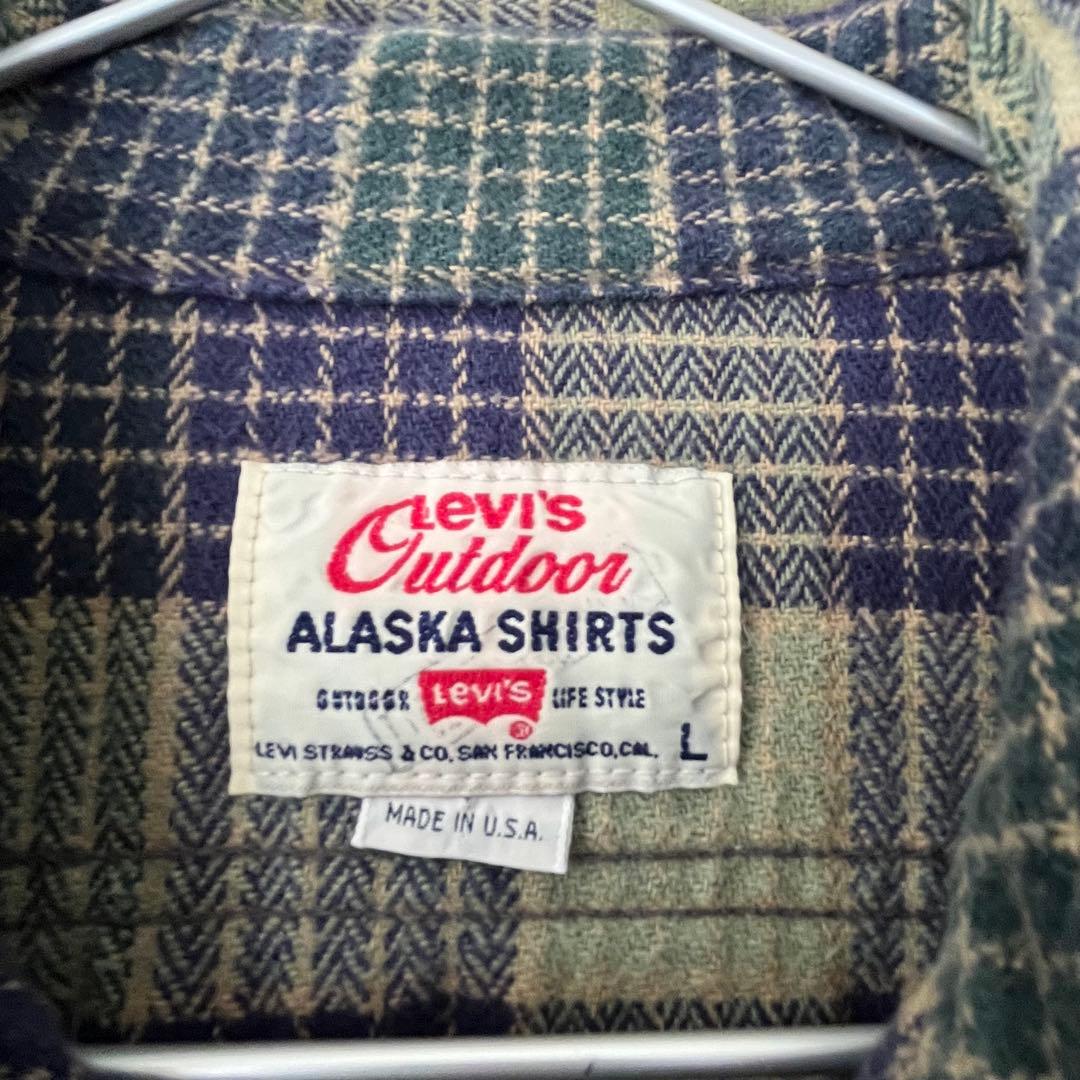 Levi's
Outdoor
ALASKA SHIRTS
OUTDOOR Levi's LIFE STYLE
®
LEVI STRAUSS & CO. SAN FRANCISCO, CAL. L
MADE IN U.S.A.